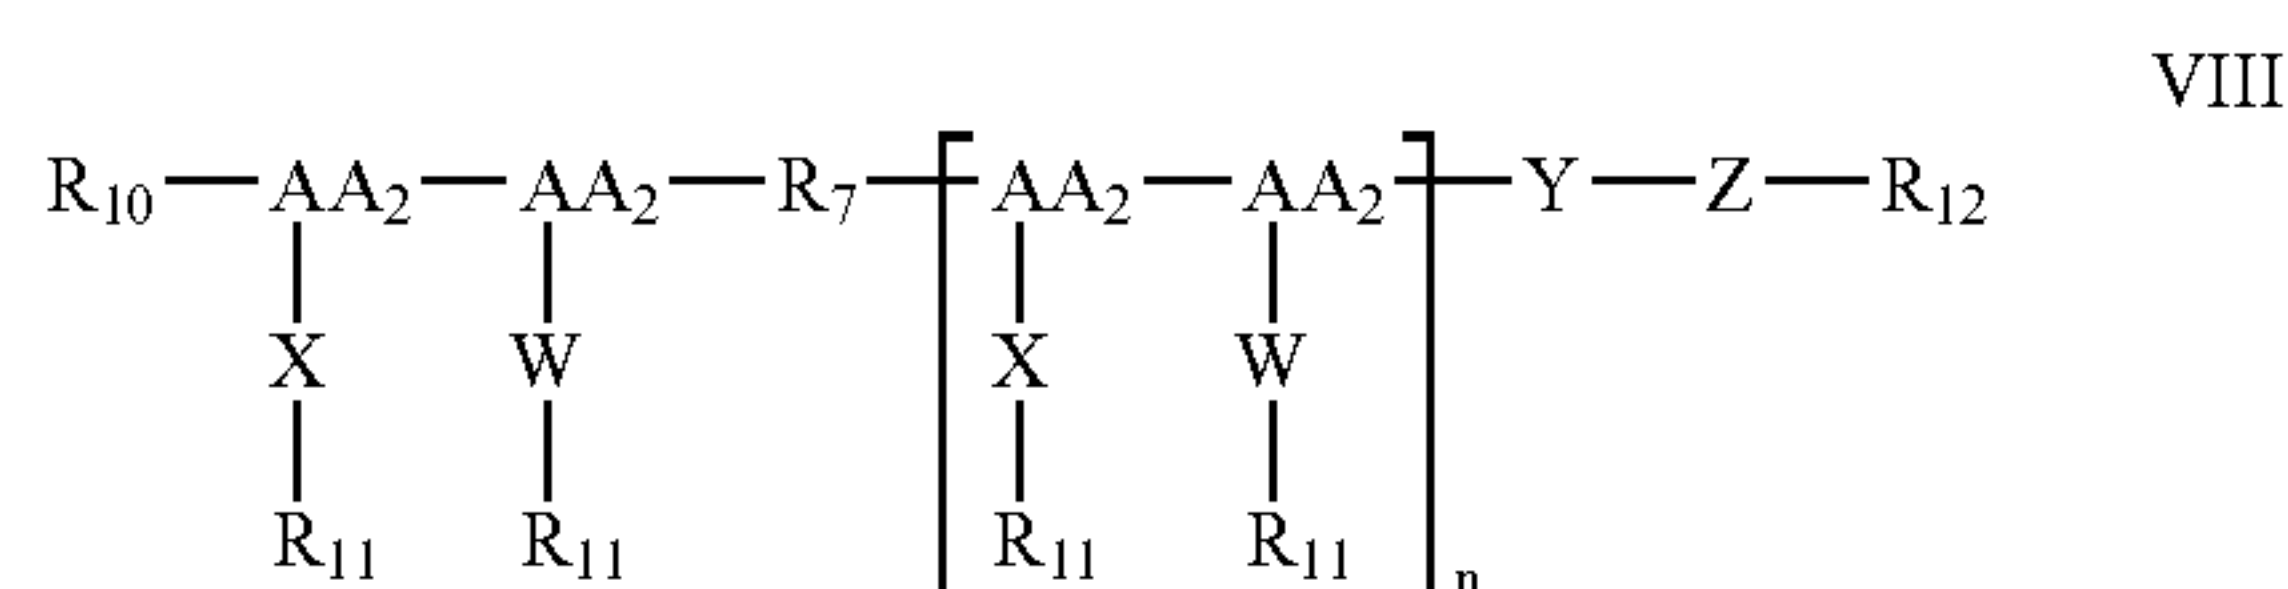 VIII
R₁₀—AA₂—AA₂—R₇—[AA₂—AA₂]—Y—Z—R₁₂
X W X W
R₁₁ R₁₁ R₁₁ R₁₁
n